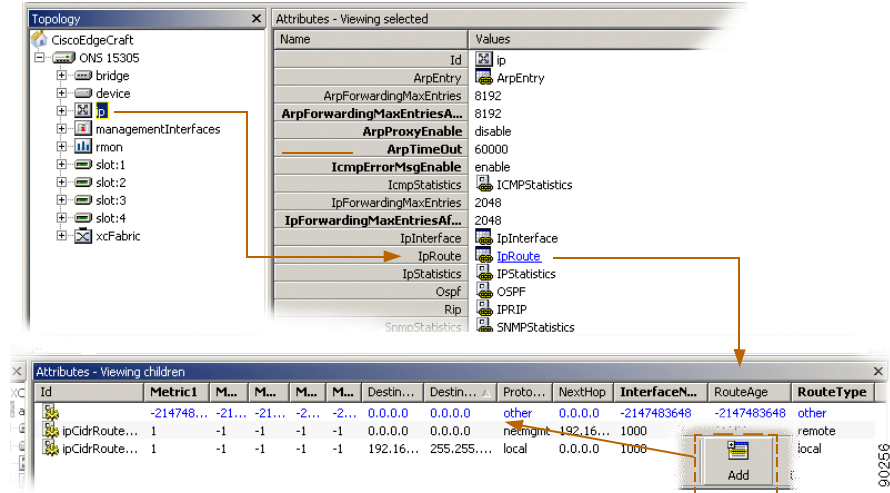 Topology
Attributes - Viewing selected
CiscoEdgeCraft
ONS 15305
bridge
device
ip
managementInterfaces
rmon
slot:1
slot:2
slot:3
slot:4
xcFabric
Name Values
Id ip
ArpEntry ArpEntry
ArpForwardingMaxEntries 8192
ArpForwardingMaxEntriesA... 8192
ArpProxyEnable disable
ArpTimeOut 60000
IcmpErrorMsgEnable enable
IcmpStatistics ICMPStatistics
IpForwardingMaxEntries 2048
IpForwardingMaxEntriesAf... 2048
IpInterface IpInterface
IpRoute IpRoute
IpStatistics IPStatistics
Ospf OSPF
Rip IPRIP
SnmpStatistics SNMPStatistics
Attributes - Viewing children
Id Metric1 M... M... M... M... Destin... Destin... Proto... NextHop InterfaceN... RouteAge RouteType
-214748... -21... -21... -2... -2... 0.0.0.0 0.0.0.0 other 0.0.0.0 -2147483648 -2147483648 other
ipCidrRoute... 1 -1 -1 -1 -1 0.0.0.0 0.0.0.0 netmgmt 192.16... 1000 remote
ipCidrRoute... 1 -1 -1 -1 -1 192.16... 255.255.... local 0.0.0.0 1000 local
Add
90256